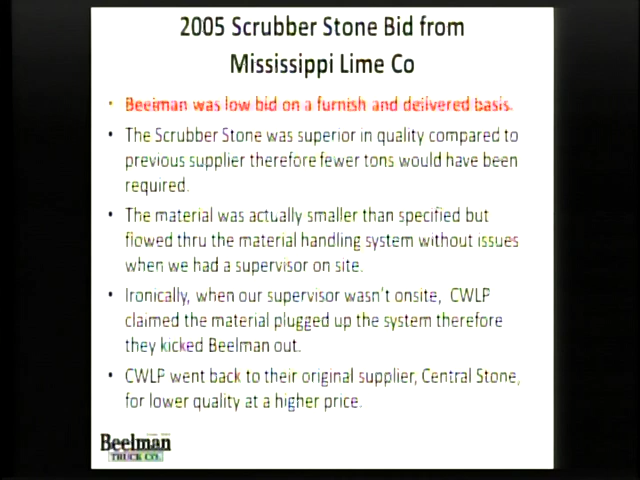 2005 Scrubber Stone Bid from
Mississippi Lime Co
• Beelman was low bid on a furnish and delivered basis.
• The Scrubber Stone was superior in quality compared to
previous supplier therefore fewer tons would have been
required.
• The material was actually smaller than specified but
flowed thru the material handling system without issues
when we had a supervisor on site.
• Ironically, when our supervisor wasn't onsite, CWLP
claimed the material plugged up the system therefore
they kicked Beelman out.
• CWLP went back to their original supplier, Central Stone,
for lower quality at a higher price.
Beelman
TRUCK CO.